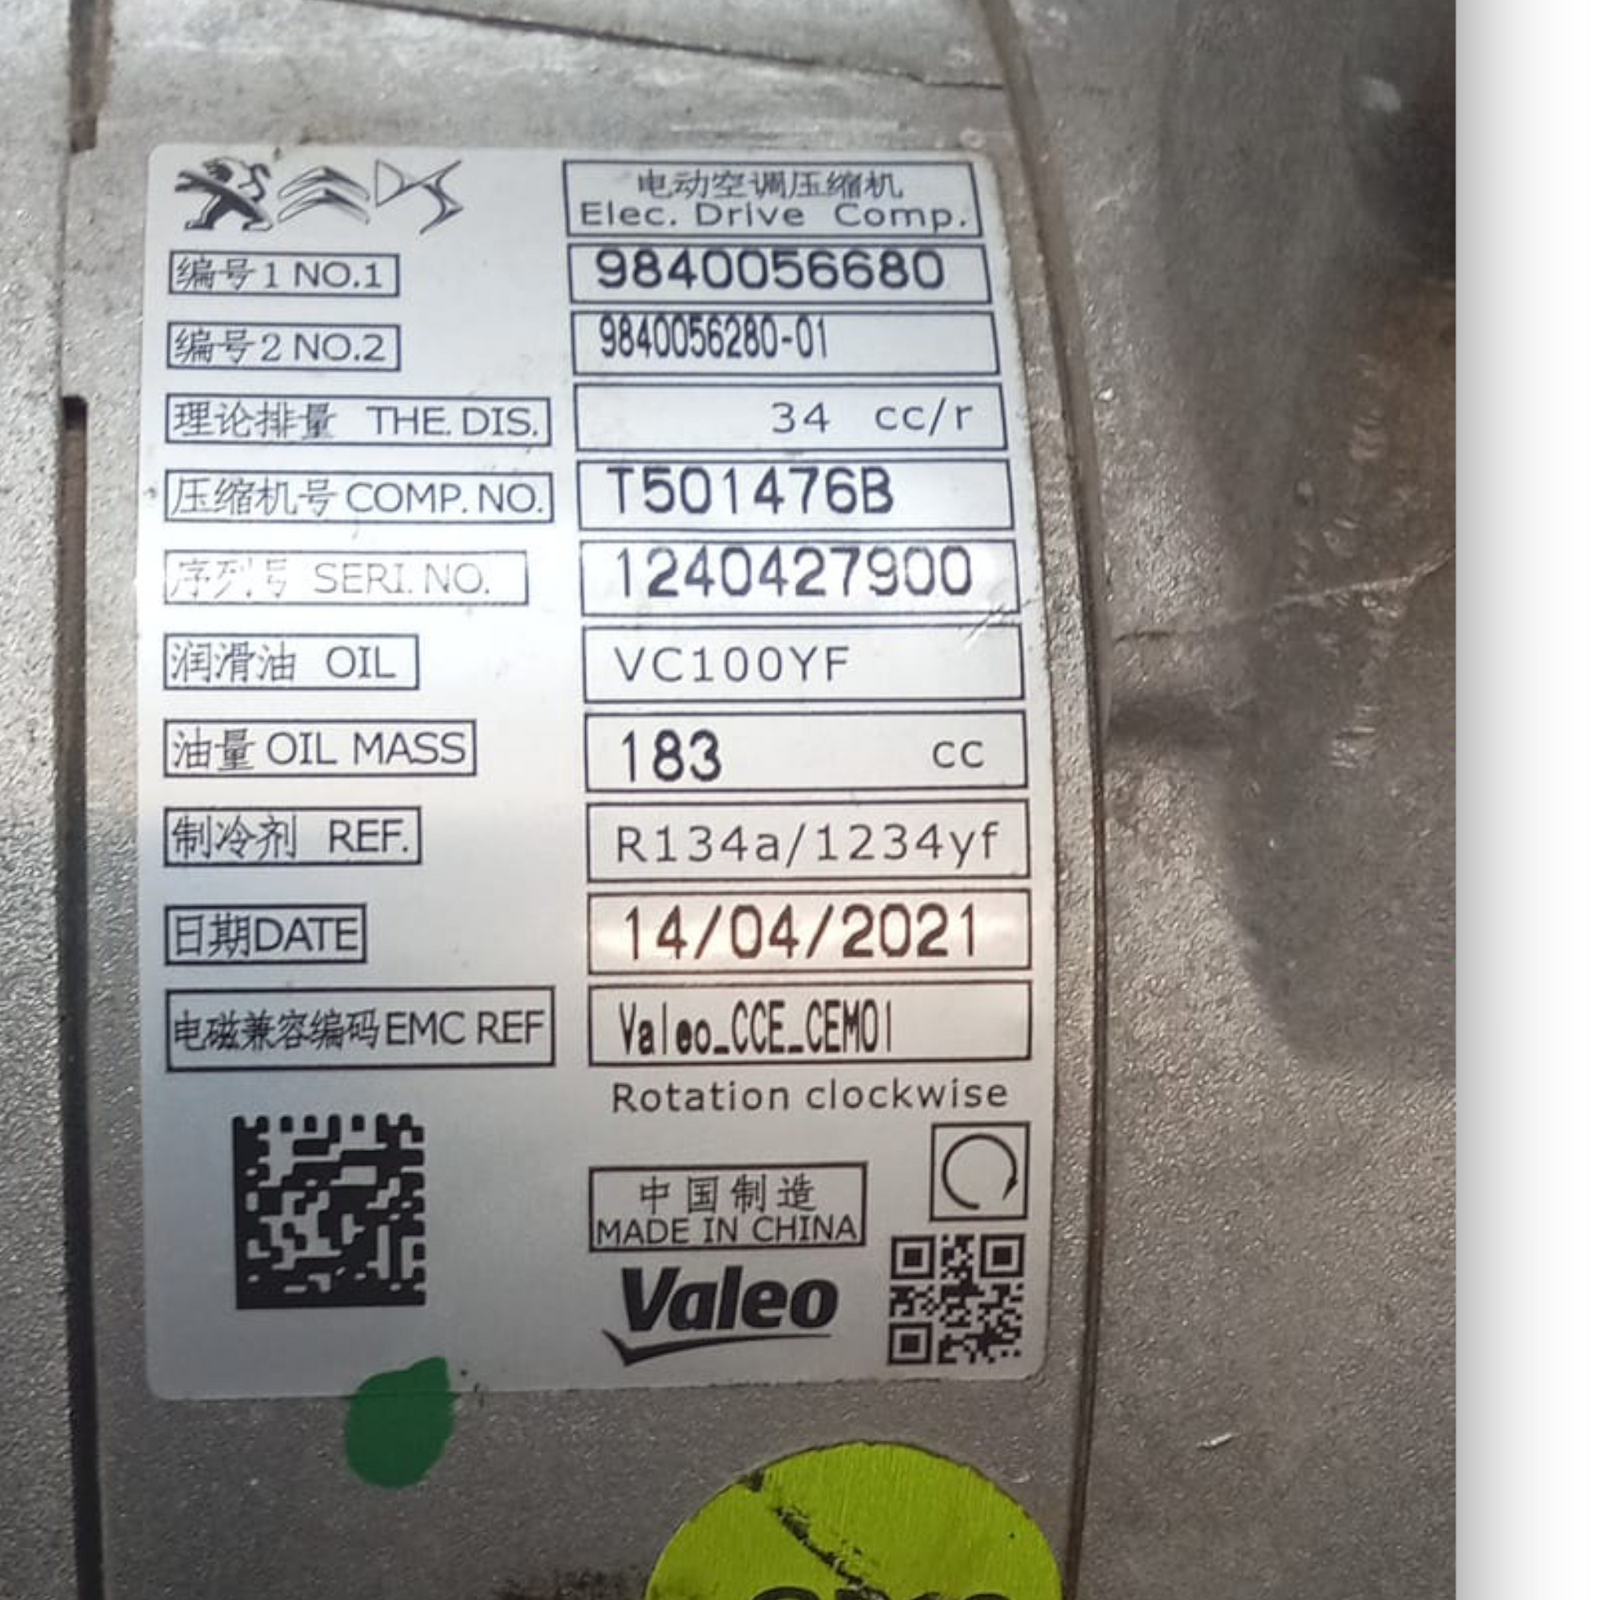 DS
电动空调压缩机
Elec. Drive Comp.
编号1 NO.1 9840056680
编号2 NO.2 9840056280-01
理论排量 THE. DIS. 34 cc/r
压缩机号 COMP. NO. T501476B
序列号 SERI. NO. 1240427900
润滑油 OIL VC100YF
油量 OIL MASS 183 cc
制冷剂 REF. R134a/1234yf
日期DATE 14/04/2021
电磁兼容编码 EMC REF Valeo_CCE_CEM01
Rotation clockwise
中国制造
MADE IN CHINA
Valeo